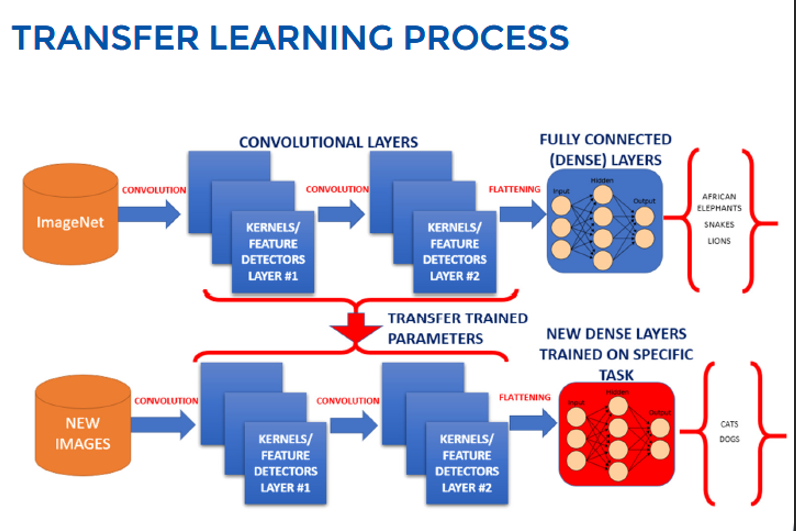 TRANSFER LEARNING PROCESS
CONVOLUTIONAL LAYERS
FULLY CONNECTED
(DENSE) LAYERS
ImageNet
CONVOLUTION
KERNELS/
FEATURE
DETECTORS
LAYER #1
CONVOLUTION
KERNELS/
FEATURE
DETECTORS
LAYER #2
FLATTENING
Input
Hidden
Output
AFRICAN
ELEPHANTS
SNAKES
LIONS
TRANSFER TRAINED
PARAMETERS
NEW DENSE LAYERS
TRAINED ON SPECIFIC
TASK
NEW
IMAGES
CONVOLUTION
KERNELS/
FEATURE
DETECTORS
LAYER #1
CONVOLUTION
KERNELS/
FEATURE
DETECTORS
LAYER #2
FLATTENING
Input
Hidden
Output
CATS
DOGS